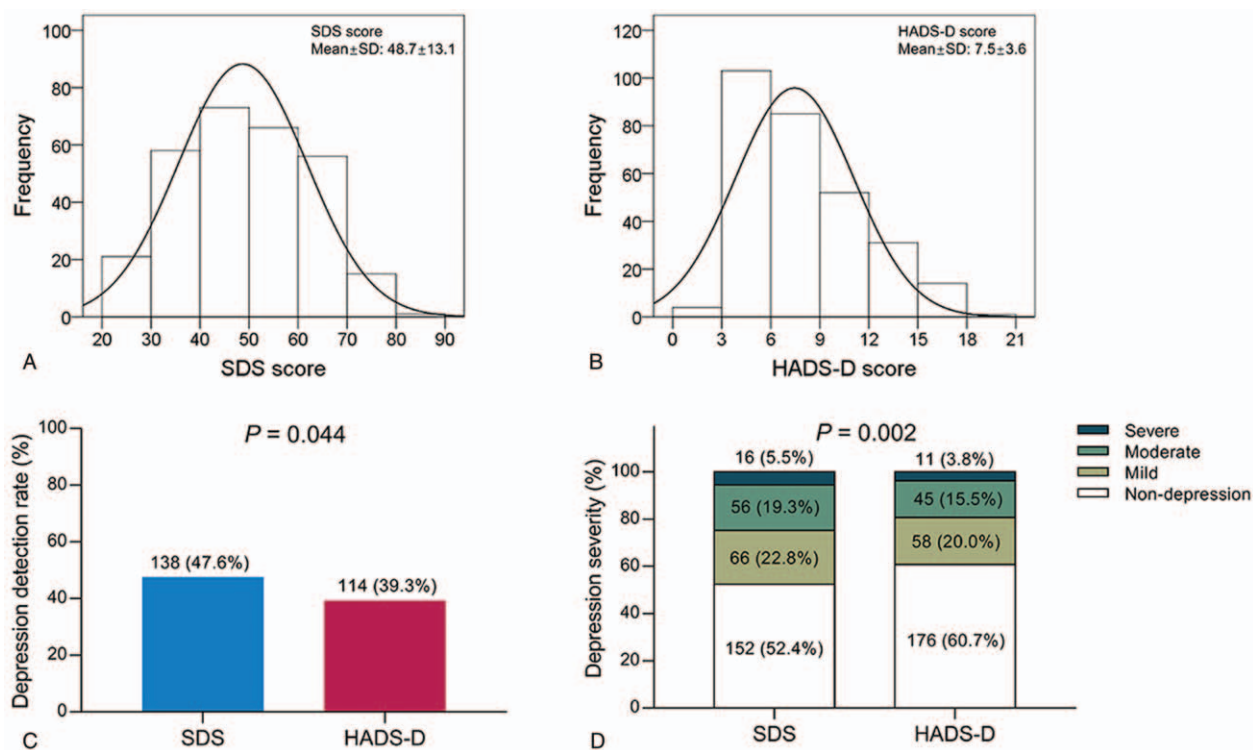 SDS score
Mean±SD: 48.7±13.1
100
80
60
40
20
0
Frequency
20 30 40 50 60 70 80 90
SDS score
A
HADS-D score
Mean±SD: 7.5±3.6
120
100
80
60
40
20
0
Frequency
0 3 6 9 12 15 18 21
HADS-D score
B
P = 0.044
100
80
60
40
20
0
Depression detection rate (%)
138 (47.6%)
114 (39.3%)
SDS HADS-D
C
P = 0.002
100
80
60
40
20
0
Depression severity (%)
16 (5.5%) 11 (3.8%)
56 (19.3%) 45 (15.5%)
66 (22.8%) 58 (20.0%)
152 (52.4%) 176 (60.7%)
SDS HADS-D
D
Severe
Moderate
Mild
Non-depression